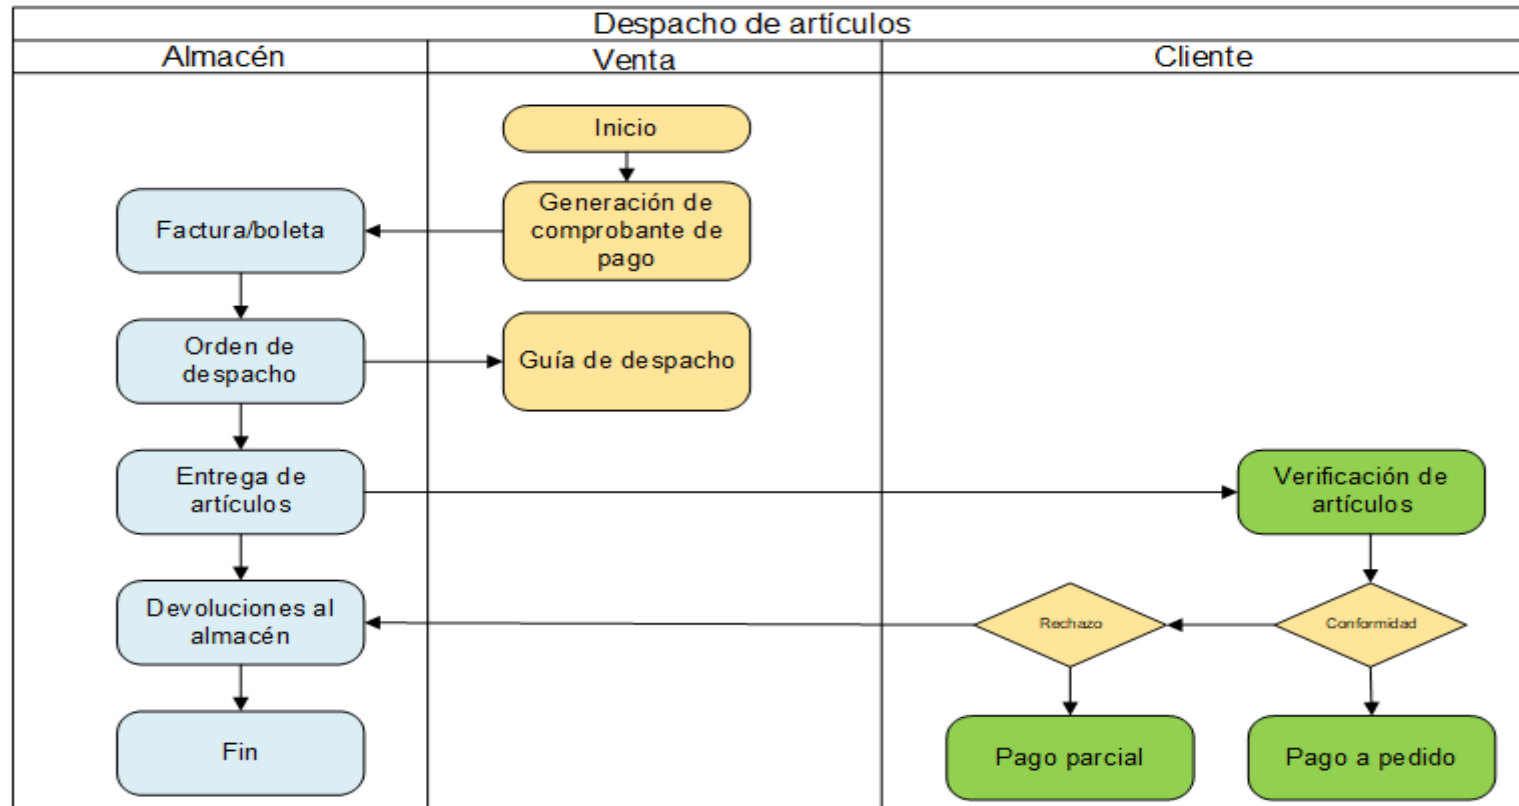 Despacho de artículos
Almacén
Venta
Cliente
Inicio
Factura/boleta
Generación de
comprobante de
pago
Orden de
despacho
Guía de despacho
Entrega de
artículos
Verificación de
artículos
Devoluciones al
almacén
Rechazo
Conformidad
Fin
Pago parcial
Pago a pedido